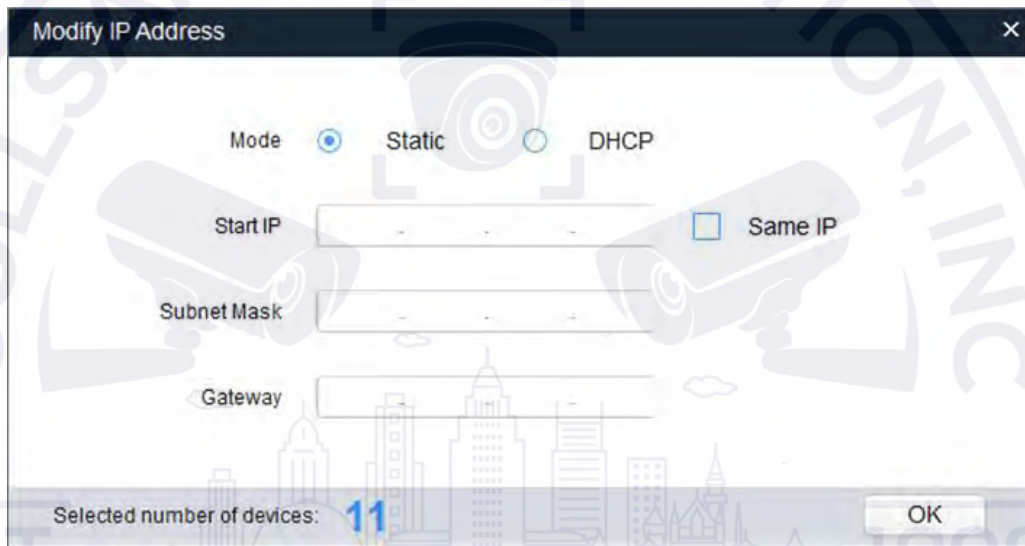 Modify IP Address
Mode Static DHCP
Start IP . . . Same IP
Subnet Mask . . .
Gateway . . .
Selected number of devices: 11 OK